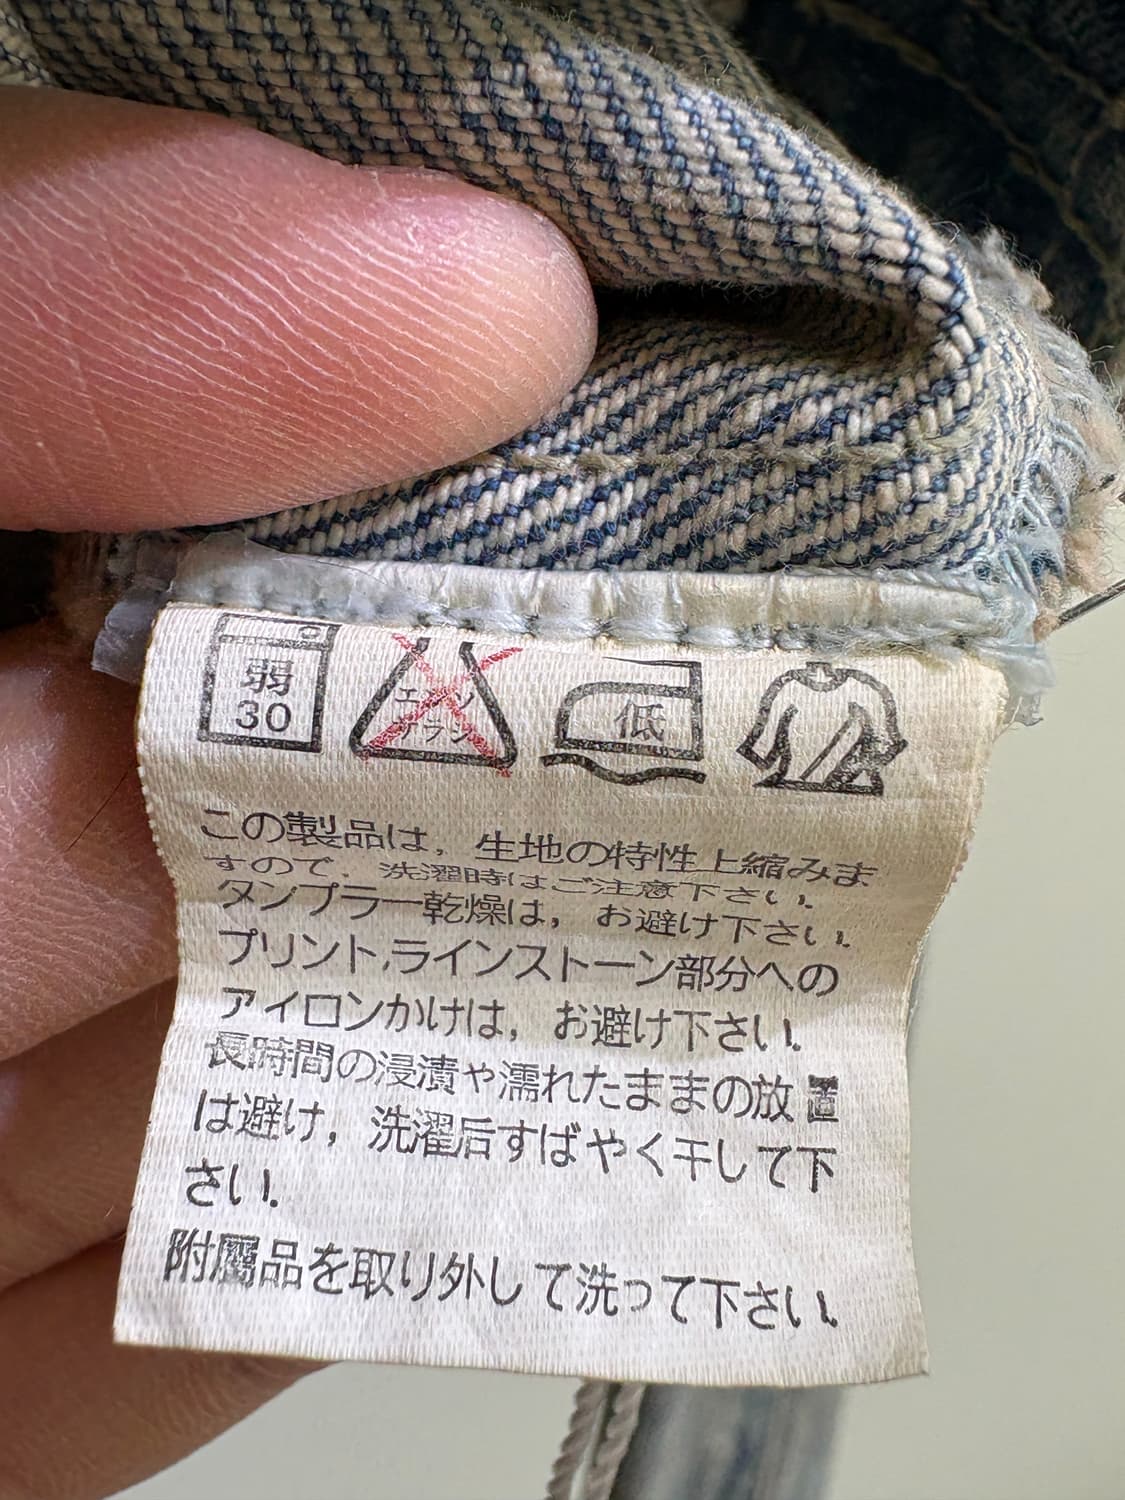 弱
30
エンソ
サラシ
低
この製品は，生地の特性上縮みま
すので．洗濯時はご注意下さい．
タンプラー乾燥は，お避け下さい．
プリント,ラインストーン部分への
アイロンかけは，お避け下さい．
長時間の浸漬や濡れたままの放置
は避け，洗濯后すばやく干して下
さい．
附屬品を取り外して洗って下さい．